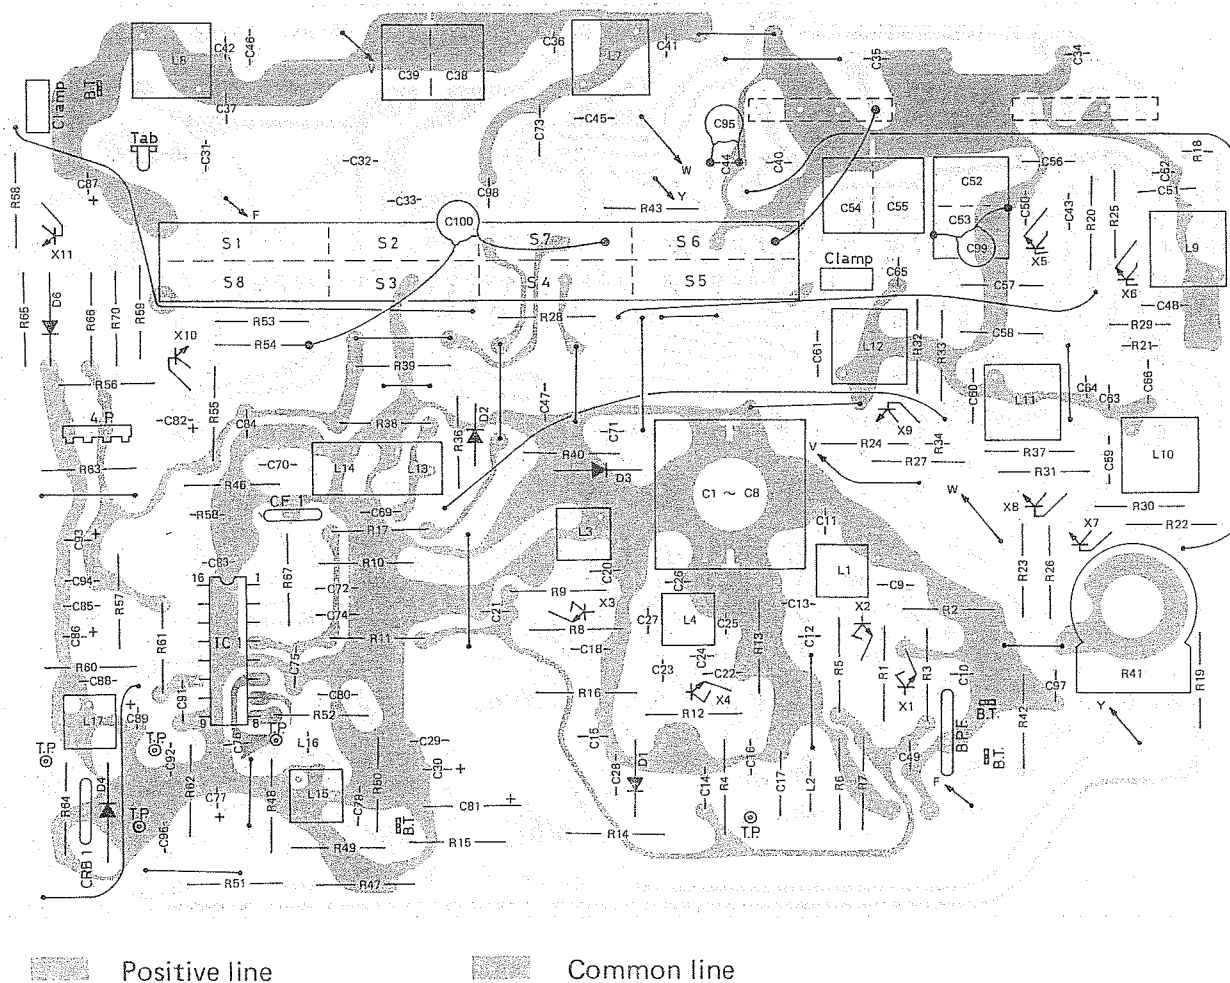 C42 C46 C36 C41 C35 C34
L6 V C39 C38 L7
Clamp B.T C37 C45 C95
Tab C31 C32 C73 C44 C40 C56 R18
C87 + C33 C98 W Y C62 C51
R58 F C100 R43 C54 C55 C52 C53 C50 C43 R20 R25
X11 S1 S2 S7 S6 C99 X5 L9
S8 S3 S4 S5 Clamp C65 C57 X6
R65 D6 R66 R70 R59 R53 R28 C48
X10 R54 C61 L12 R32 R33 C58 R29
R39 R21
R56 R55 C60 L11 C64 C63 C66
4.P C82 + C84 R38 R36 D2 C47 C71 X9
R63 C70 L14 L13 R40 R24 R27 R34 R37 C59 L10
R46 D3 V R31
R58 CF 1 C69 C1 ~ C8 W X8 R30
C93 + R17 L3 C11 X7 R22
C94 C83 R10 C20 L1 R23 R26
16 1 R67 C72 R9 C26 C9
C85 R57 C74 C21 X3 C27 L4 C25 C13 X2 R2
C86 + R61 IC 1 R11 R8 R13 C12
R60 C75 C18 C24 R5 R1 R3 C10 R41 R19
C88 C91 C80 R16 C23 C22 X1 C97
L17 + C89 9 8 R52 X4 R12 B.P.F. B.T. R42 Y
T.P T.P C92 C76 T.P L16 C29 C15 C16 C49 B.T.
R64 D4 R62 C77 + R48 L15 C78 R50 C30 + C28 D1 C14 R4 C17 L2 R6 R7 F
T.P C96 B.T C81 + T.P.
CRB 1 R49 R15 R14
R51 R47
Positive line Common line